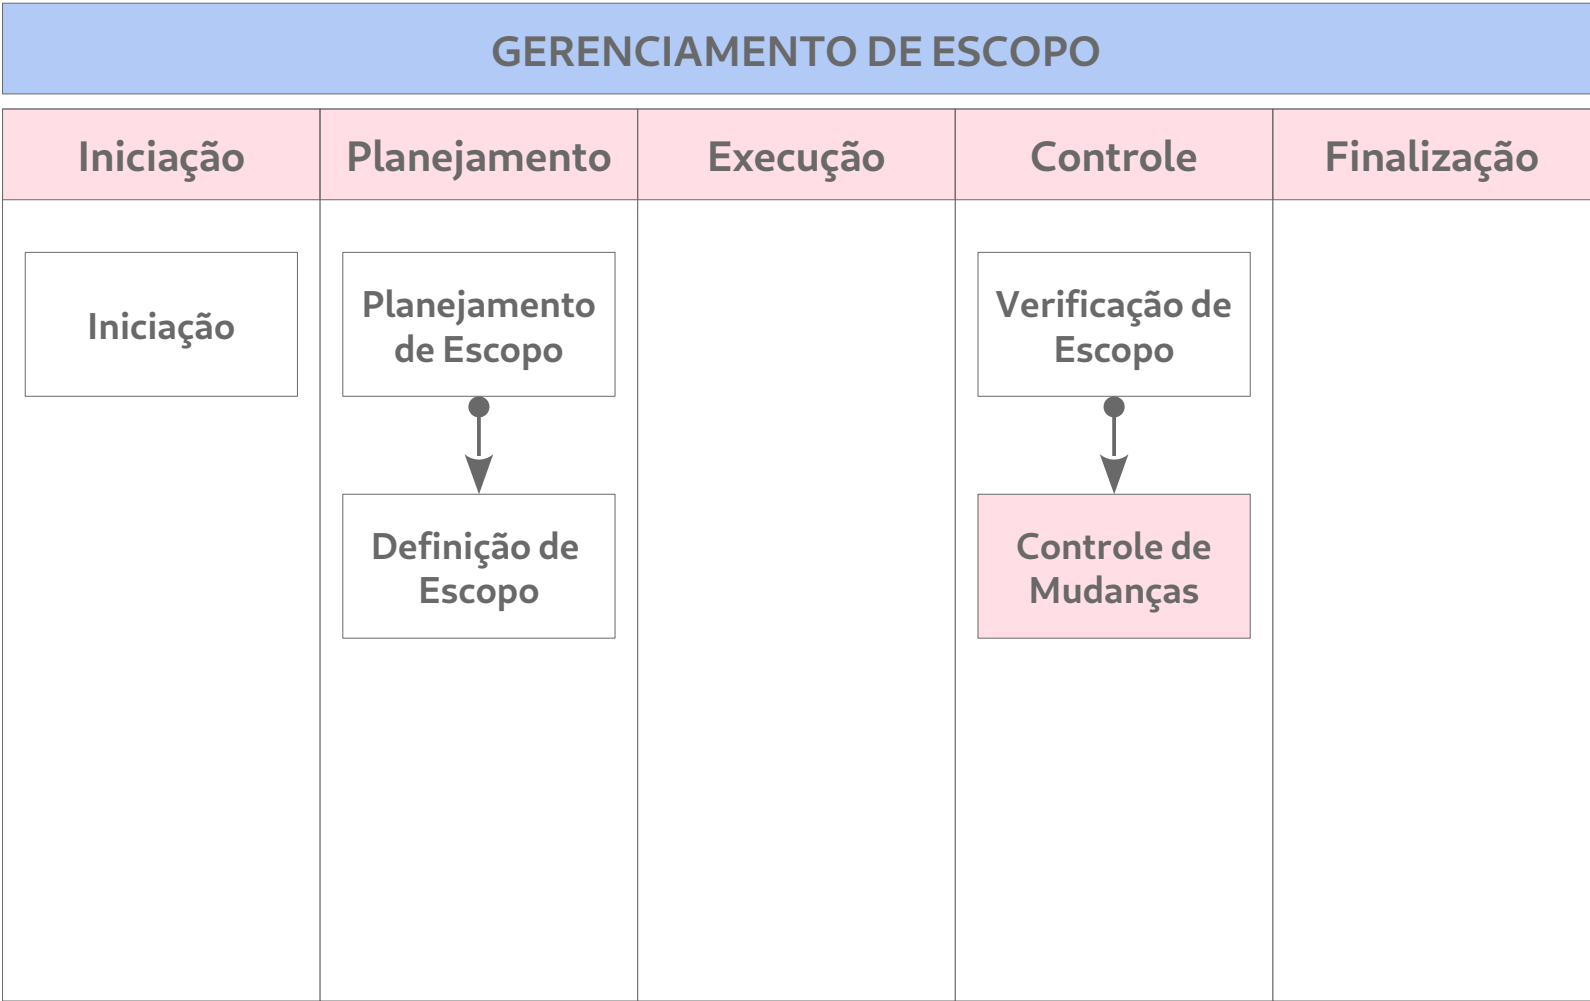 GERENCIAMENTO DE ESCOPO
Iniciação
Planejamento
Execução
Controle
Finalização
Iniciação
Planejamento
de Escopo
Verificação de
Escopo
Definição de
Escopo
Controle de
Mudanças